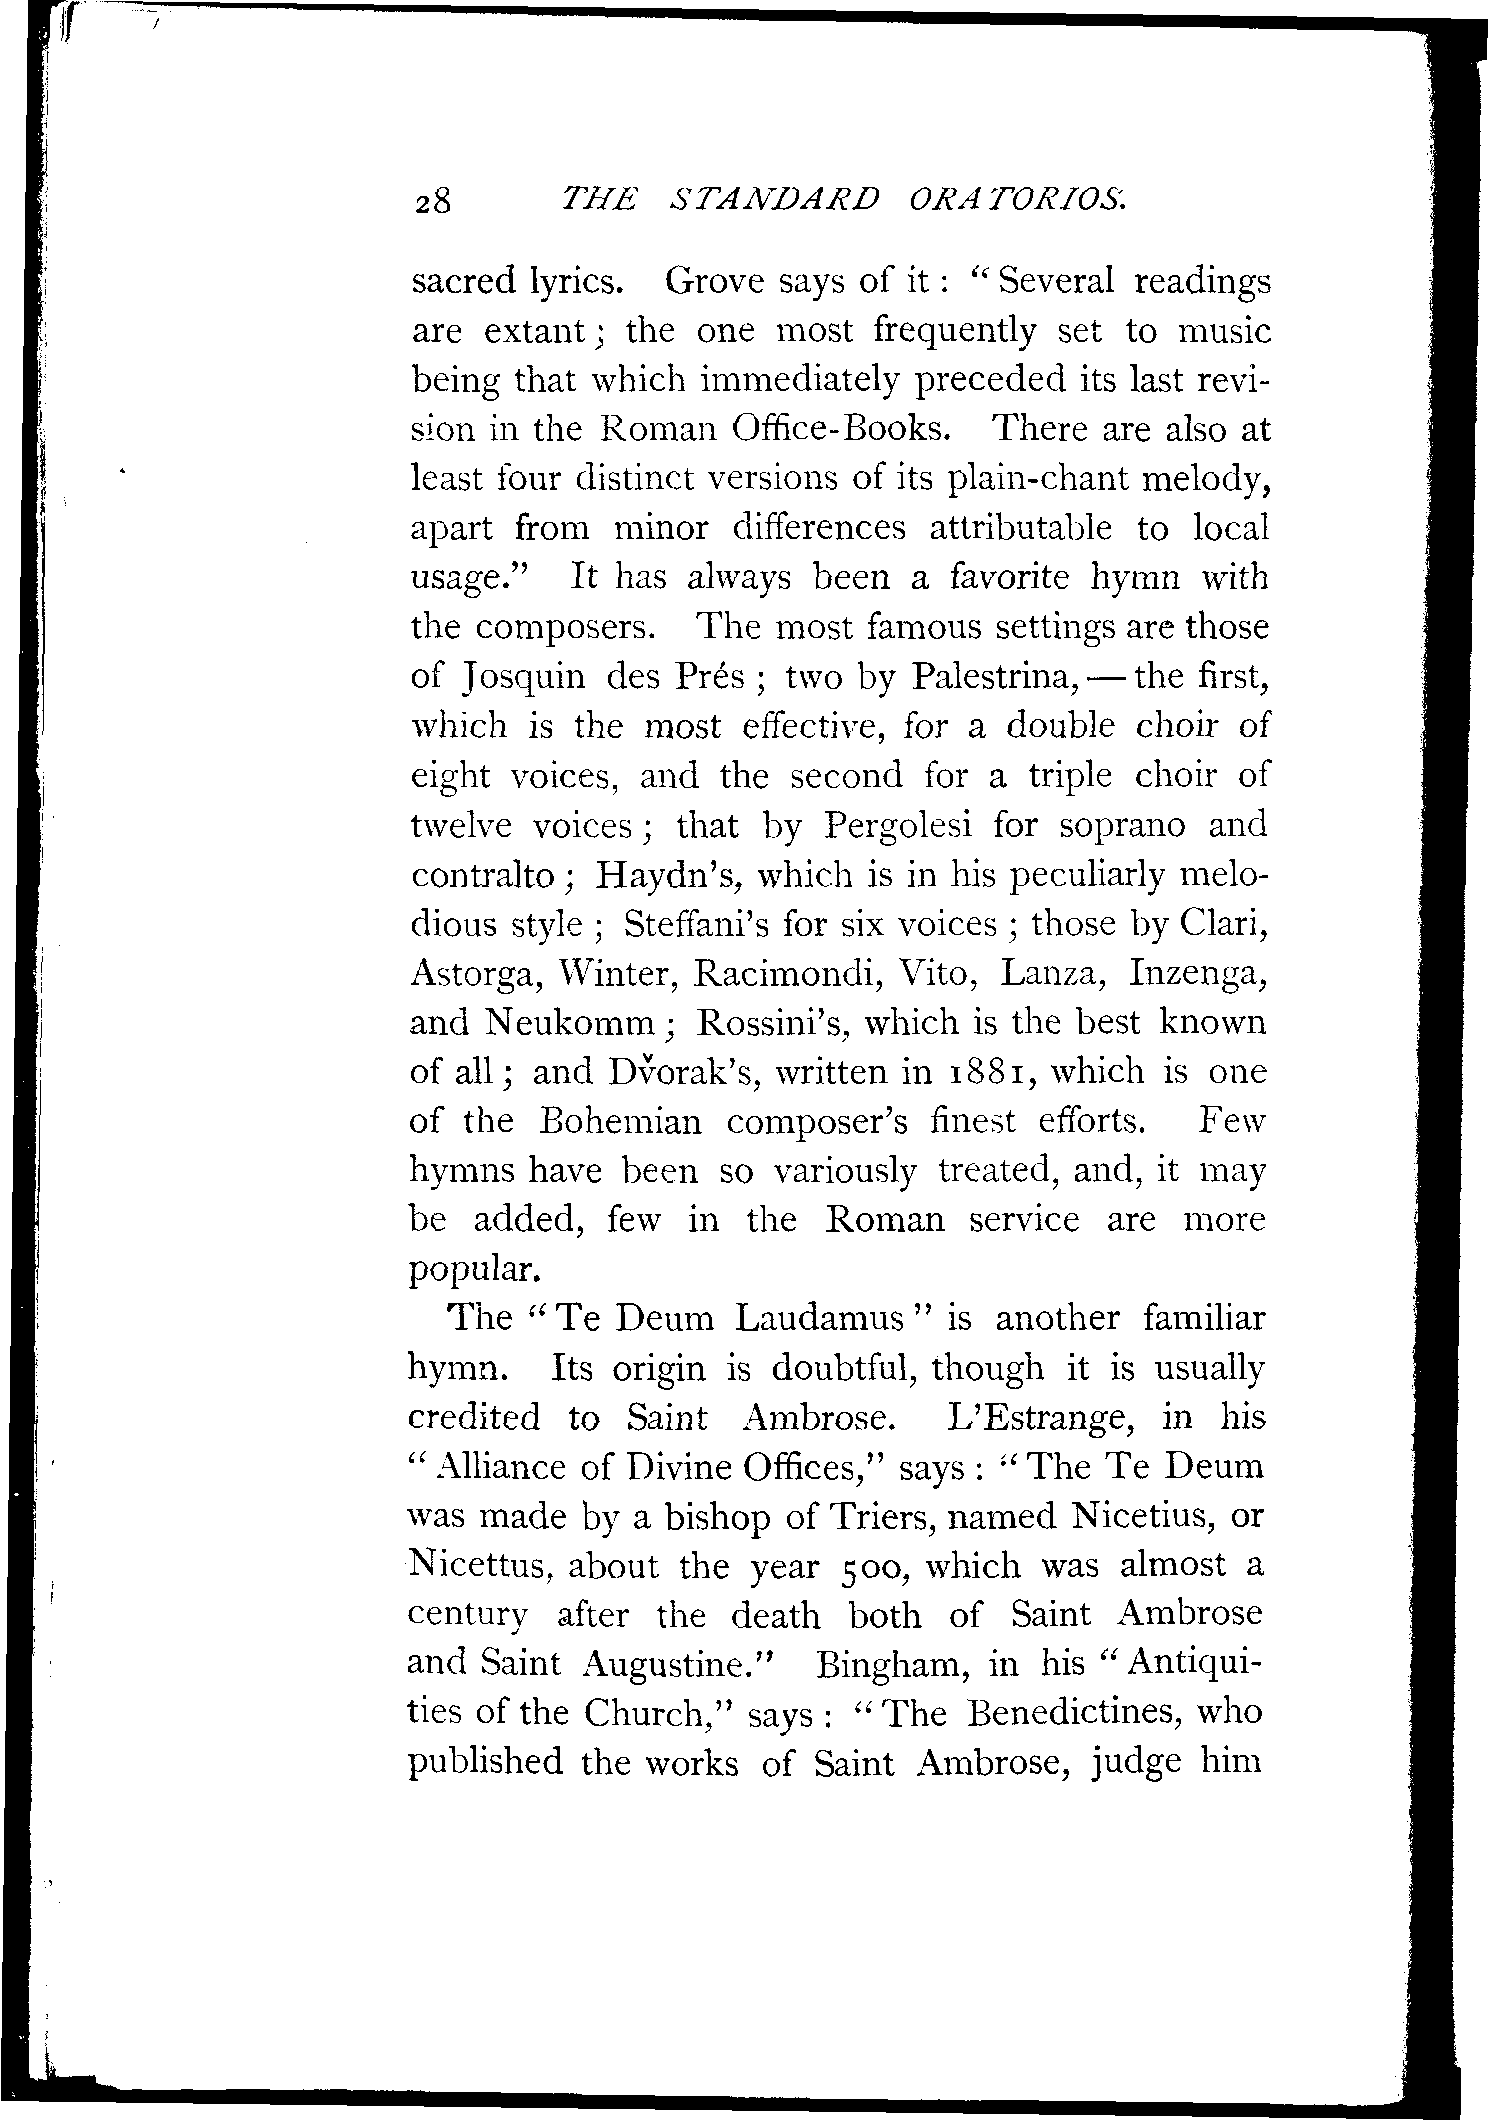 28 THE STANDARD ORATORIOS.
sacred lyrics. Grove says of it : “ Several readings
are extant ; the one most frequently set to music
being that which immediately preceded its last revi-
sion in the Roman Office-Books. There are also at
least four distinct versions of its plain-chant melody,
apart from minor differences attributable to local
usage.” It has always been a favorite hymn with
the composers. The most famous settings are those
of Josquin des Prés ; two by Palestrina, — the first,
which is the most effective, for a double choir of
eight voices, and the second for a triple choir of
twelve voices ; that by Pergolesi for soprano and
contralto ; Haydn’s, which is in his peculiarly melo-
dious style ; Steffani’s for six voices ; those by Clari,
Astorga, Winter, Racimondi, Vito, Lanza, Inzenga,
and Neukomm ; Rossini’s, which is the best known
of all ; and Dv̌orak’s, written in 1881, which is one
of the Bohemian composer’s finest efforts. Few
hymns have been so variously treated, and, it may
be added, few in the Roman service are more
popular.
The “ Te Deum Laudamus ” is another familiar
hymn. Its origin is doubtful, though it is usually
credited to Saint Ambrose. L’Estrange, in his
“ Alliance of Divine Offices,” says : “ The Te Deum
was made by a bishop of Triers, named Nicetius, or
Nicettus, about the year 500, which was almost a
century after the death both of Saint Ambrose
and Saint Augustine.” Bingham, in his “ Antiqui-
ties of the Church,” says : “ The Benedictines, who
published the works of Saint Ambrose, judge him